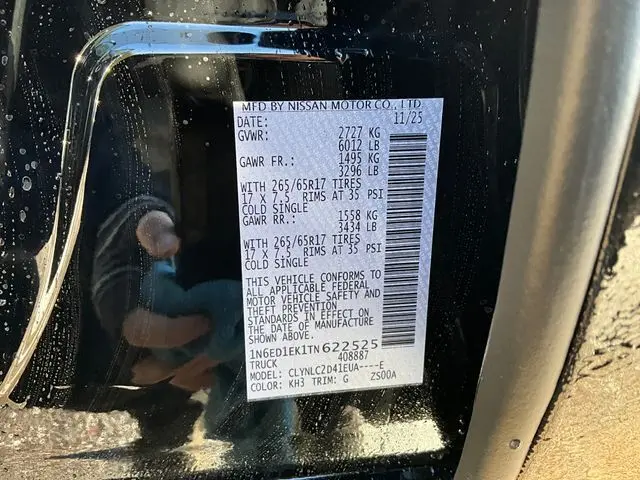 MFD BY NISSAN MOTOR CO., LTD.
DATE: 11/25
GVWR: 2727 KG
6012 LB
GAWR FR.: 1495 KG
3296 LB
WITH 265/65R17 TIRES
17 X 7.5 RIMS AT 35 PSI
COLD SINGLE
GAWR RR.: 1558 KG
3434 LB
WITH 265/65R17 TIRES
17 X 7.5 RIMS AT 35 PSI
COLD SINGLE
THIS VEHICLE CONFORMS TO
ALL APPLICABLE FEDERAL
MOTOR VEHICLE SAFETY AND
THEFT PREVENTION
STANDARDS IN EFFECT ON
THE DATE OF MANUFACTURE
SHOWN ABOVE.
1N6ED1EK1TN622525
TRUCK 408887
MODEL: CLYNLC2D41EUA----E
COLOR: KH3 TRIM: G ZS00A